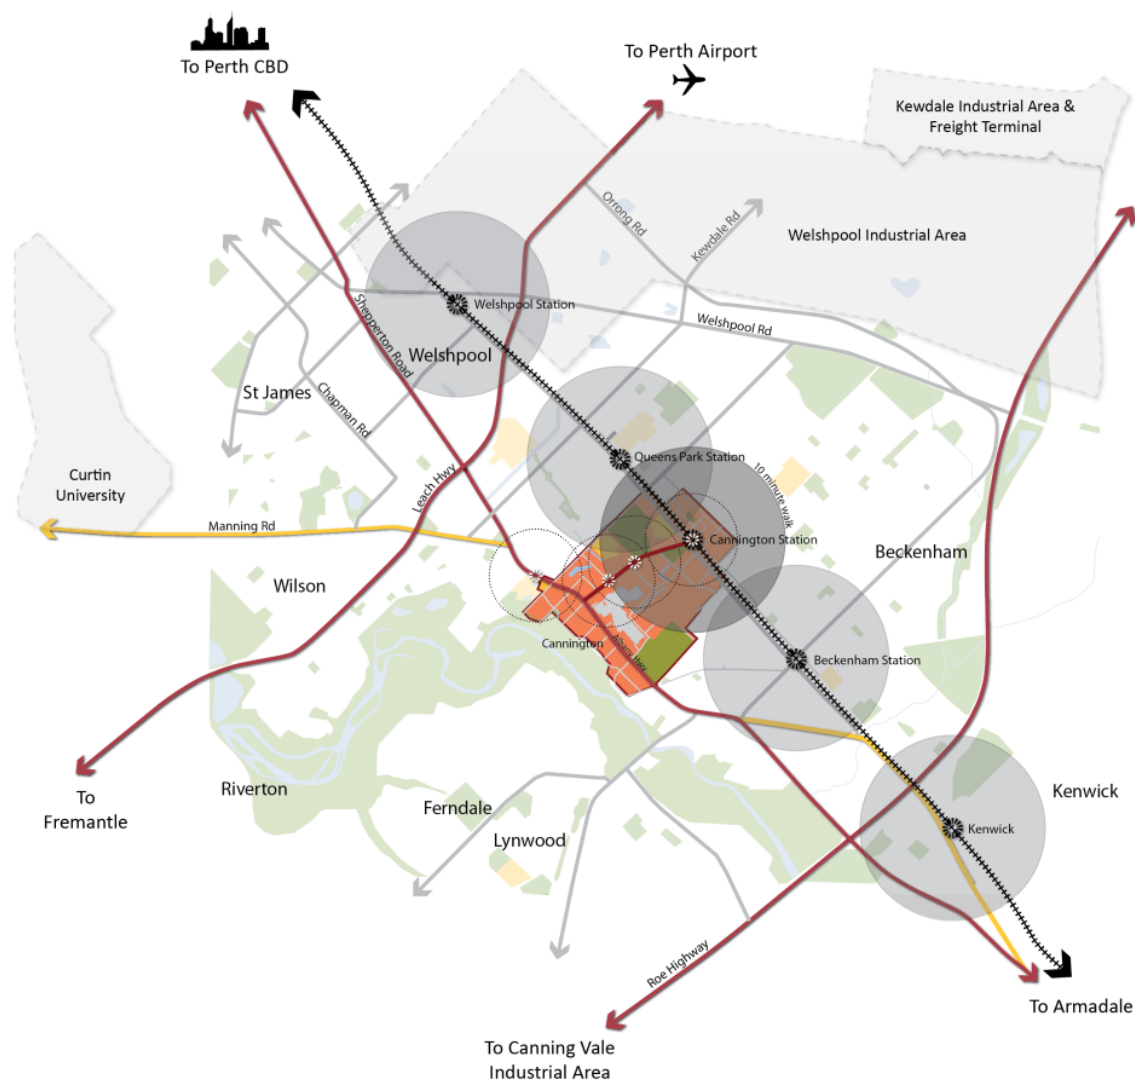 To Perth CBD
To Perth Airport
Kewdale Industrial Area &
Freight Terminal
Orrong Rd
Kewdale Rd
Welshpool Industrial Area
Welshpool Station
Shepperton Road
Welshpool Rd
Welshpool
St James
Chapman Rd
Queens Park Station
10 minute walk
Curtin
University
Leach Hwy
Manning Rd
Cannington Station
Beckenham
Wilson
Cannington
Albany Hwy
Beckenham Station
Riverton
To
Fremantle
Ferndale
Lynwood
Kenwick
Kenwick
Roe Highway
To Armadale
To Canning Vale
Industrial Area